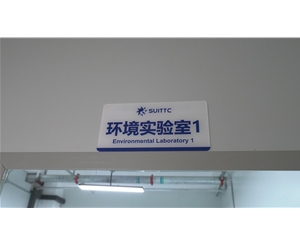 SUITTC
环境实验室1
Environmental Laboratory 1